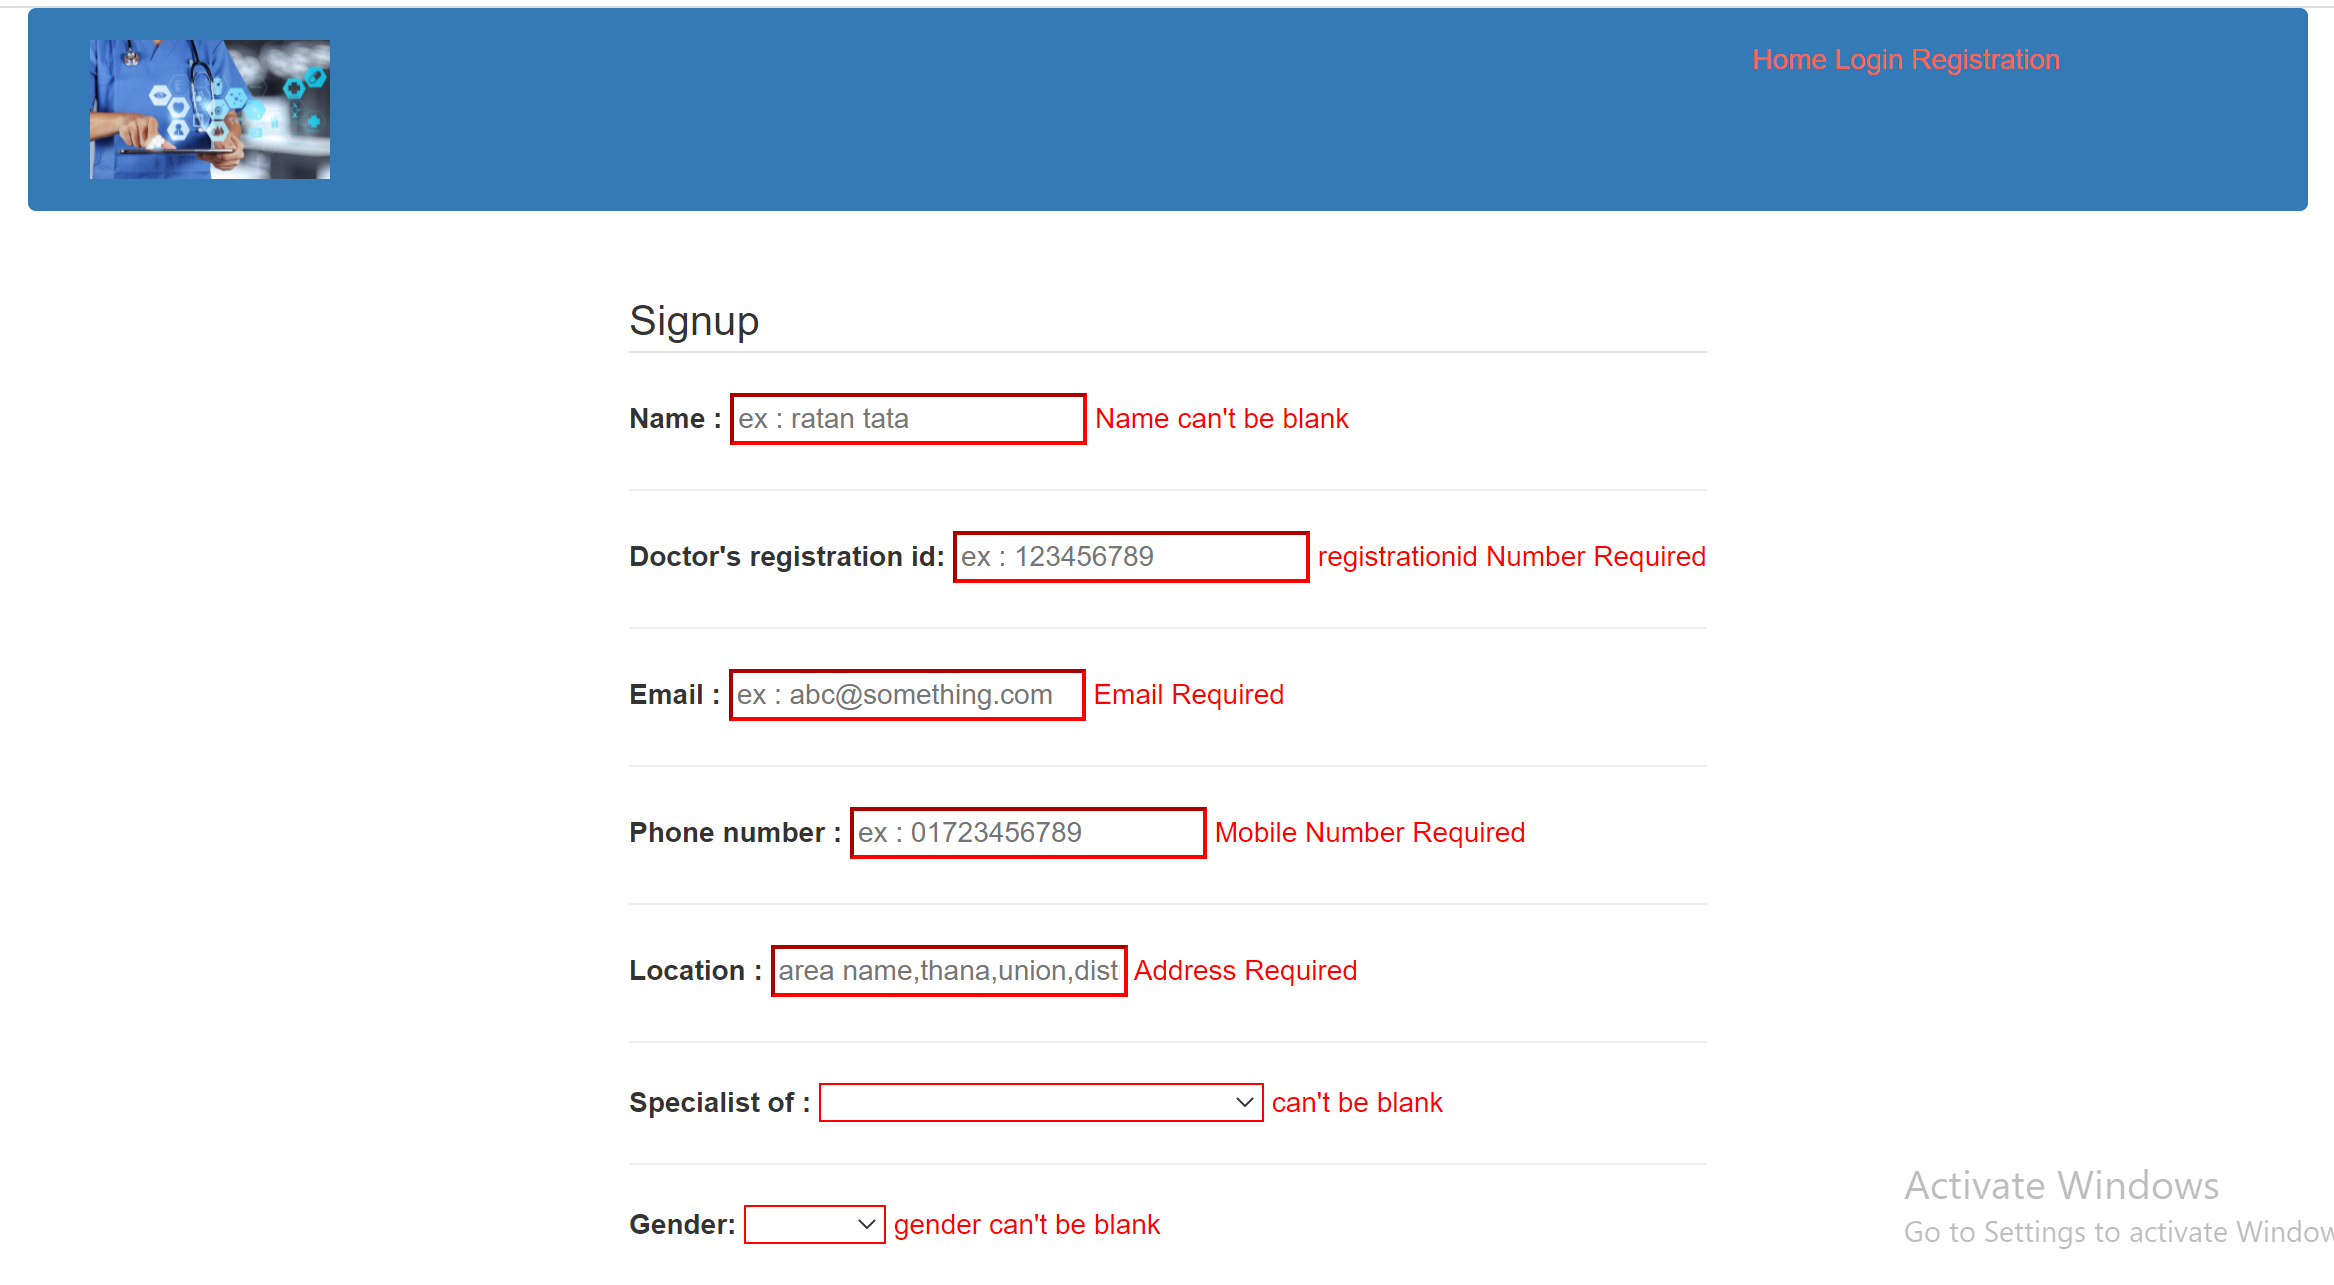 Home Login Registration
Signup
Name : ex : ratan tata Name can't be blank
Doctor's registration id: ex : 123456789 registrationid Number Required
Email : ex : abc@something.com Email Required
Phone number : ex : 01723456789 Mobile Number Required
Location : area name,thana,union,dist Address Required
Specialist of : can't be blank
Gender: gender can't be blank
Activate Windows
Go to Settings to activate Window